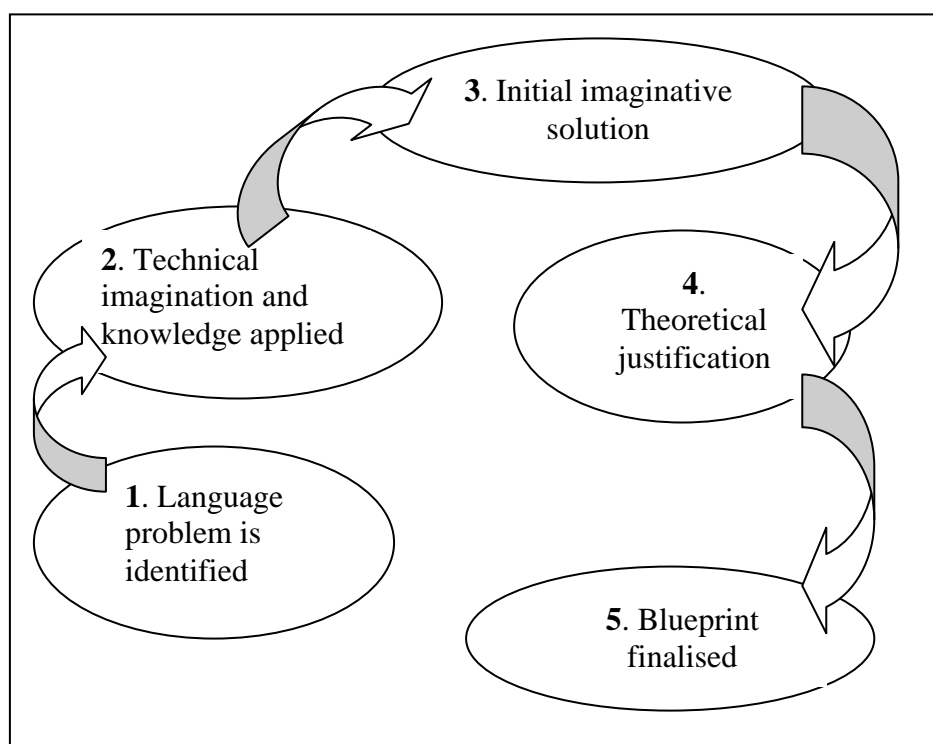 1. Language
problem is
identified
2. Technical
imagination and
knowledge applied
3. Initial imaginative
solution
4.
Theoretical
justification
5. Blueprint
finalised